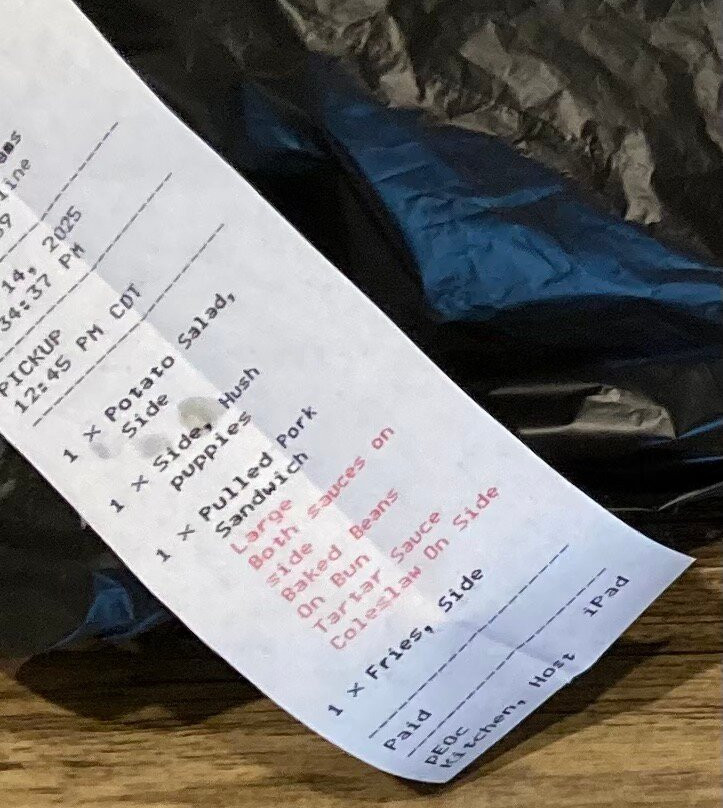 14, 2025
34:37 PM
PICKUP
12:45 PM CDT
1 x Potato Salad,
Side
1 x Side, Hush
puppies
1 x Pulled Pork
Sandwich
Large
Both sauces on
side
Baked Beans
On Bun
Tartar Sauce
Coleslaw On Side
1 x Fries, Side
Paid
DEOc
Kitchen, Host iPad